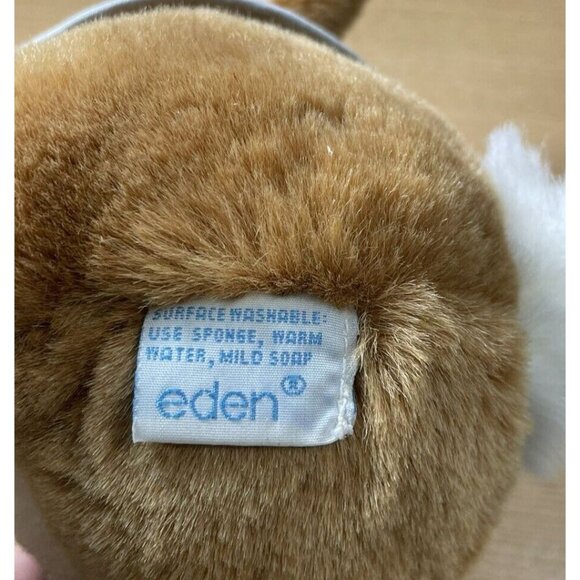 SURFACE WASHABLE:
USE SPONGE, WARM
WATER, MILD SOAP
eden®